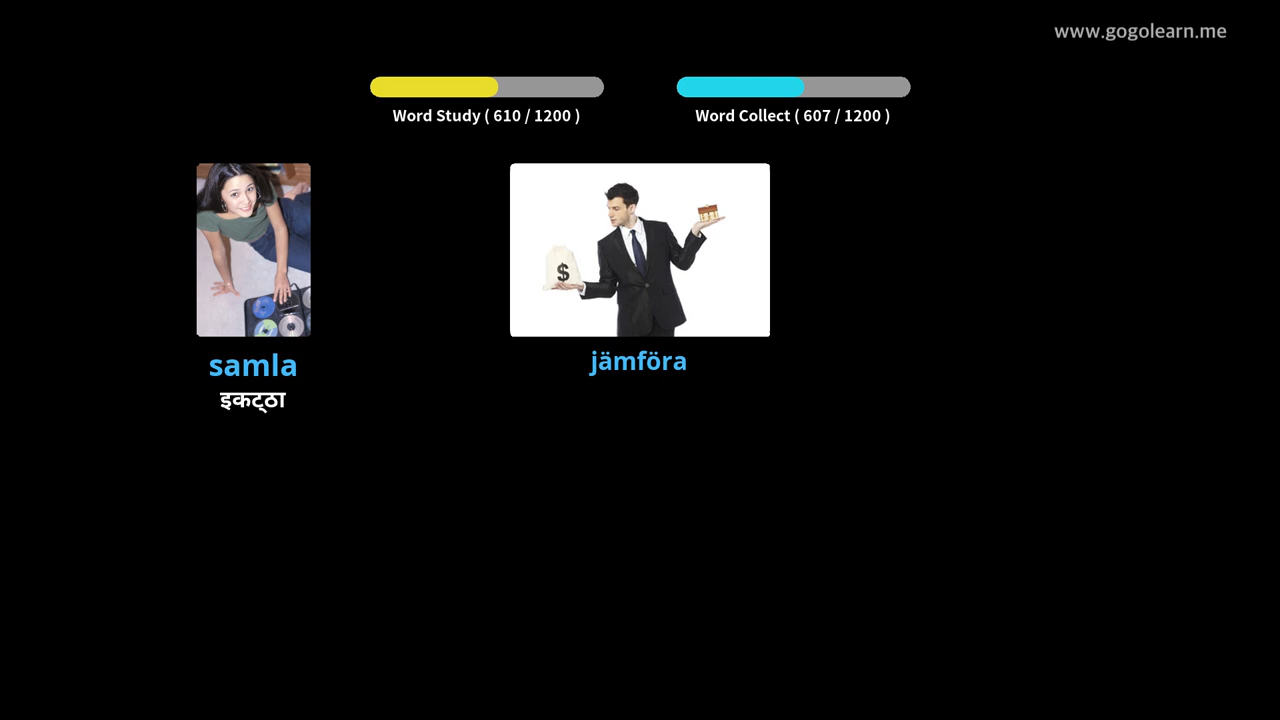 www.gogolearn.me
Word Study ( 610 / 1200 )
Word Collect ( 607 / 1200 )
$
samla
इकट्ठा
jämföra